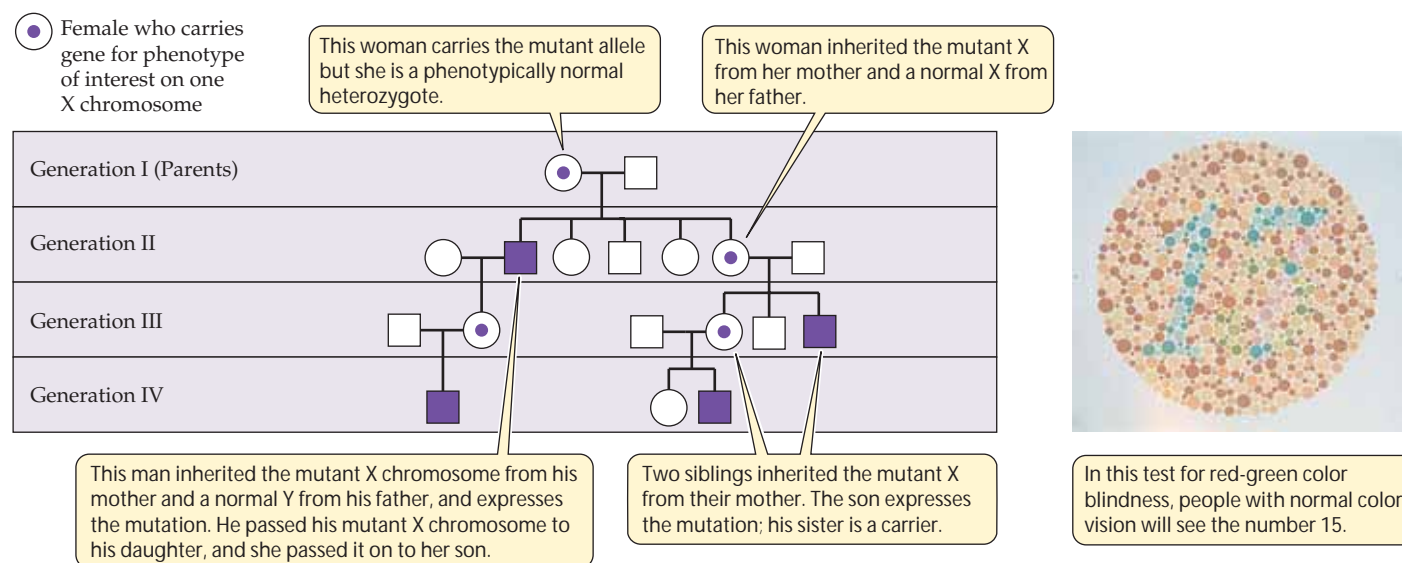 Female who carries
gene for phenotype
of interest on one
X chromosome
This woman carries the mutant allele
but she is a phenotypically normal
heterozygote.
This woman inherited the mutant X
from her mother and a normal X from
her father.
Generation I (Parents)
Generation II
Generation III
Generation IV
This man inherited the mutant X chromosome from his
mother and a normal Y from his father, and expresses
the mutation. He passed his mutant X chromosome to
his daughter, and she passed it on to her son.
Two siblings inherited the mutant X
from their mother. The son expresses
the mutation; his sister is a carrier.
15
In this test for red-green color
blindness, people with normal color
vision will see the number 15.